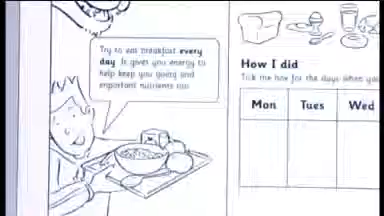 Try to eat breakfast every
day. It gives you energy to
help keep you going and
important nutrients too.
How I did
Tick the box for the days when you
Mon Tues Wed